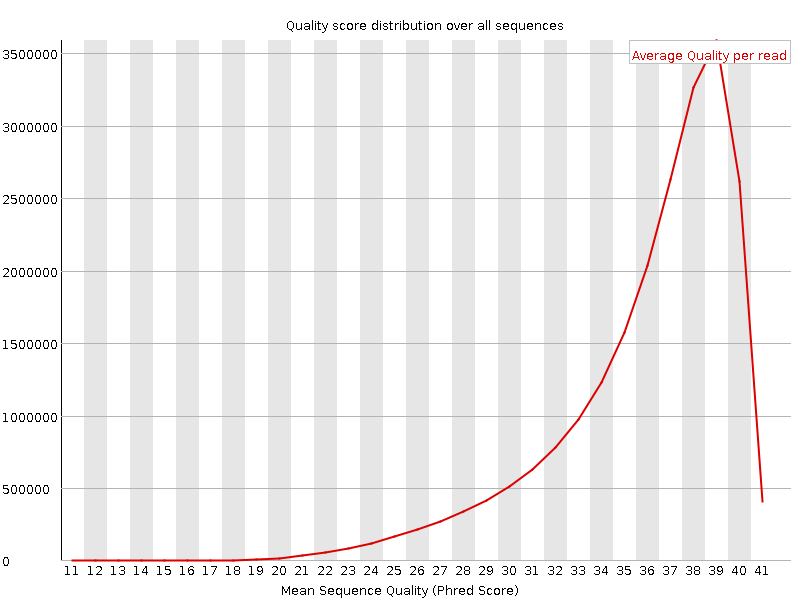 Quality score distribution over all sequences
Average Quality per read
3500000
3000000
2500000
2000000
1500000
1000000
500000
0
11 12 13 14 15 16 17 18 19 20 21 22 23 24 25 26 27 28 29 30 31 32 33 34 35 36 37 38 39 40 41
Mean Sequence Quality (Phred Score)